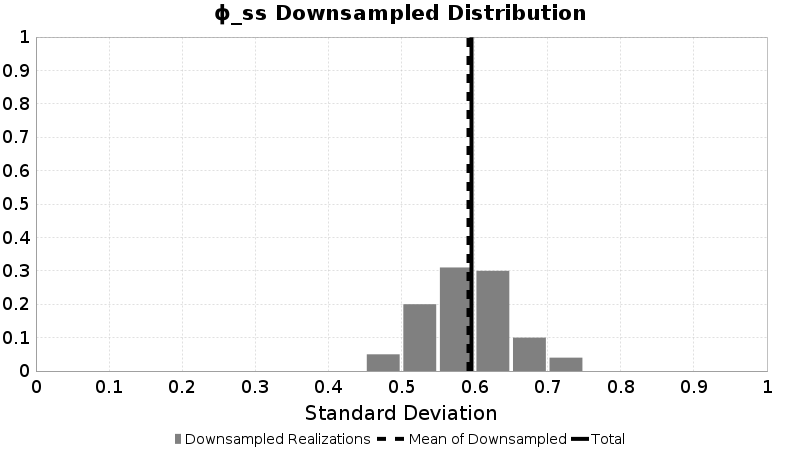 ϕ_ss Downsampled Distribution
1
0.9
0.8
0.7
0.6
0.5
0.4
0.3
0.2
0.1
0
0 0.1 0.2 0.3 0.4 0.5 0.6 0.7 0.8 0.9 1
Standard Deviation
Downsampled Realizations Mean of Downsampled Total